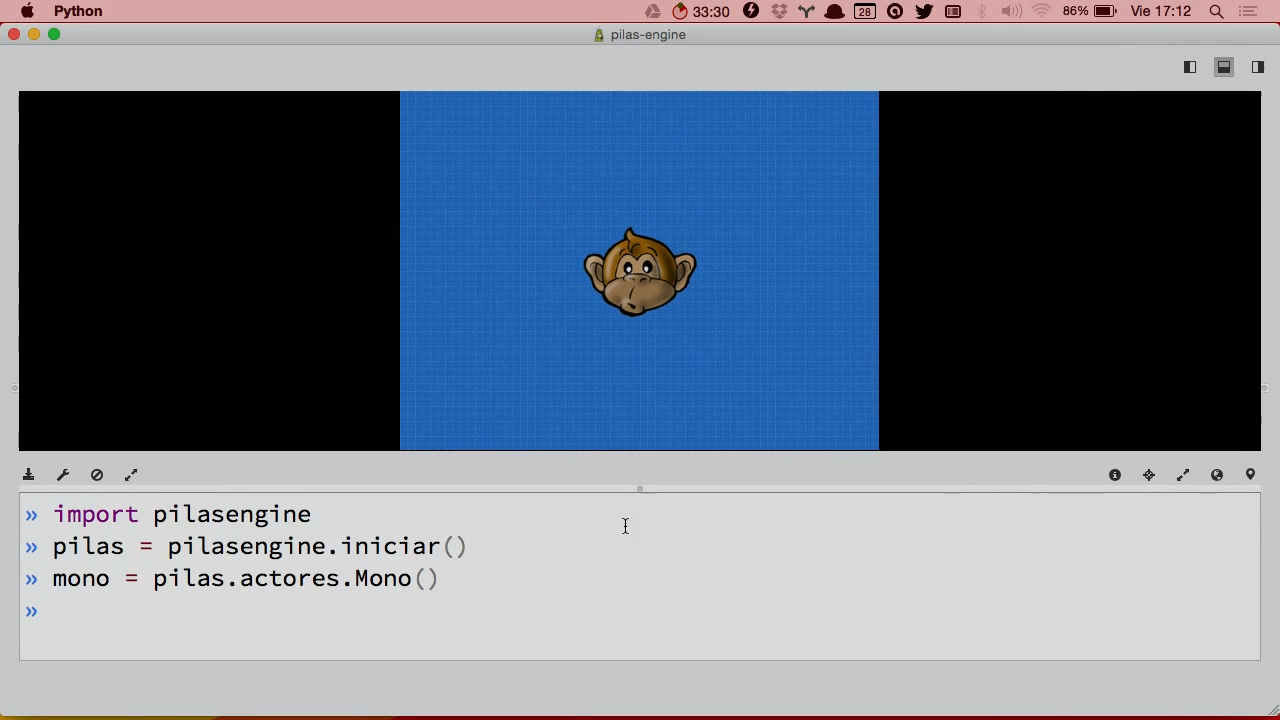 Python
33:30
28
86%
Vie 17:12
pilas-engine
» import pilasengine
» pilas = pilasengine.iniciar()
» mono = pilas.actores.Mono()
»